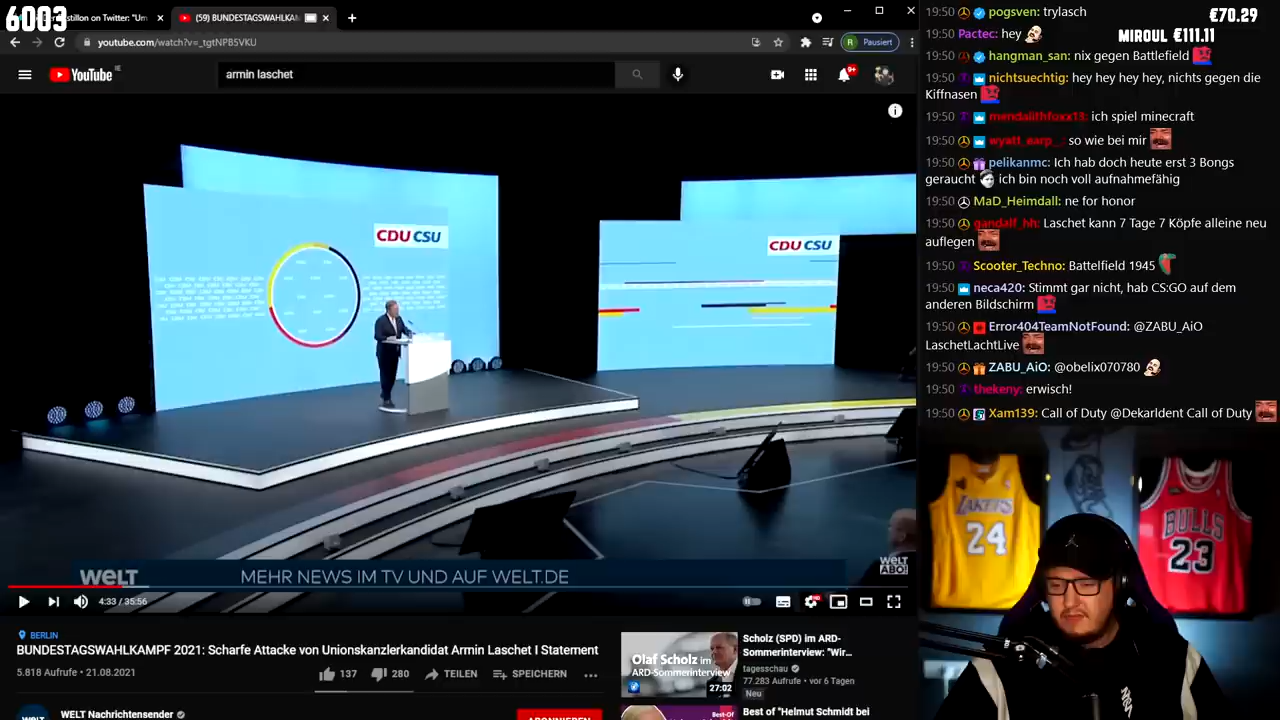 6003
stillon on Twitter: "Um
(59) BUNDESTAGSWAHLKAM
youtube.com/watch?v=_tgtNPB5VKU
R
Pausiert
YouTube
armin laschet
9+
CDU CSU
CDU CSU
welt
MEHR NEWS IM TV UND AUF WELT.DE
WELT
ABO!
4:33 / 35:56
HD
BERLIN
BUNDESTAGSWAHLKAMPF 2021: Scharfe Attacke von Unionskanzlerkandidat Armin Laschet I Statement
5.818 Aufrufe • 21.08.2021
137
280
TEILEN
SPEICHERN
WELT Nachrichtensender
ABONNIEREN
Olaf Scholz im
ARD-Sommerinterview
27:02
Scholz (SPD) im ARD-
Sommerinterview: "Wir...
tagesschau
77.283 Aufrufe • vor 6 Tagen
Neu
Best-Of
Best of "Helmut Schmidt bei
€70.29
MIROUL €111.11
19:50 pogsven: trylasch
19:50 Pactec: hey
19:50 hangman_san: nix gegen Battlefield
19:50 nichtsuechtig: hey hey hey hey, nichts gegen die
Kiffnasen
19:50 mendalithfoxx13: ich spiel minecraft
19:50 wyatt_earp_: so wie bei mir
19:50 pelikanmc: Ich hab doch heute erst 3 Bongs
geraucht ich bin noch voll aufnahmefähig
19:50 MaD_Heimdall: ne for honor
19:50 gandalf_hh: Laschet kann 7 Tage 7 Köpfe alleine neu
auflegen
19:50 Scooter_Techno: Battelfield 1945
19:50 neca420: Stimmt gar nicht, hab CS:GO auf dem
anderen Bildschirm
19:50 Error404TeamNotFound: @ZABU_AiO
LaschetLachtLive
19:50 ZABU_AiO: @obelix070780
19:50 thekeny: erwisch!
19:50 Xam139: Call of Duty @Dekarldent Call of Duty
LAKERS
24
BULLS
23